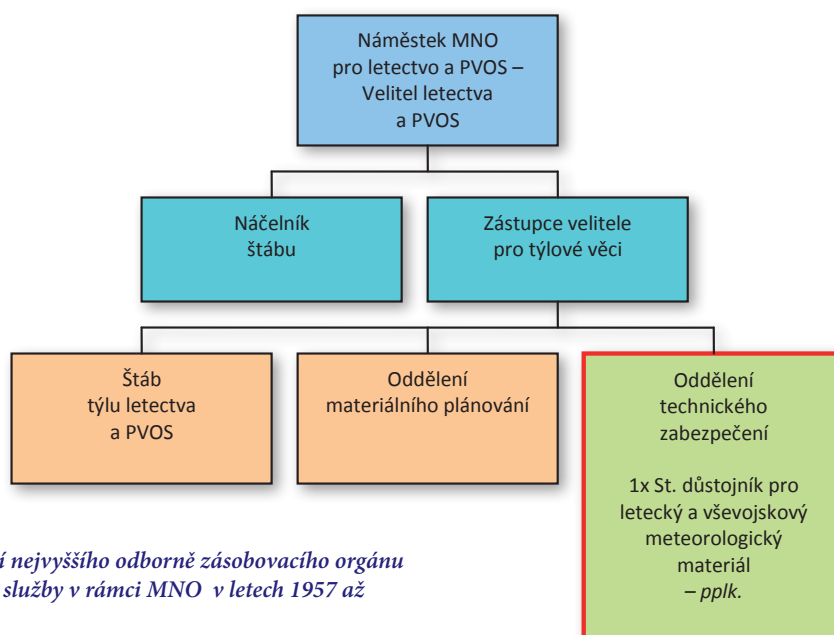 Náměstek MNO
pro letectvo a PVOS –
Velitel letectva
a PVOS
Náčelník
štábu
Zástupce velitele
pro týlové věci
Štáb
týlu letectva
a PVOS
Oddělení
materiálního plánování
Oddělení
technického
zabezpečení
1x St. důstojník pro
letecký a vševojskový
meteorologický
materiál
– pplk.
í nejvyššího odborně zásobovacího orgánu
služby v rámci MNO v letech 1957 až